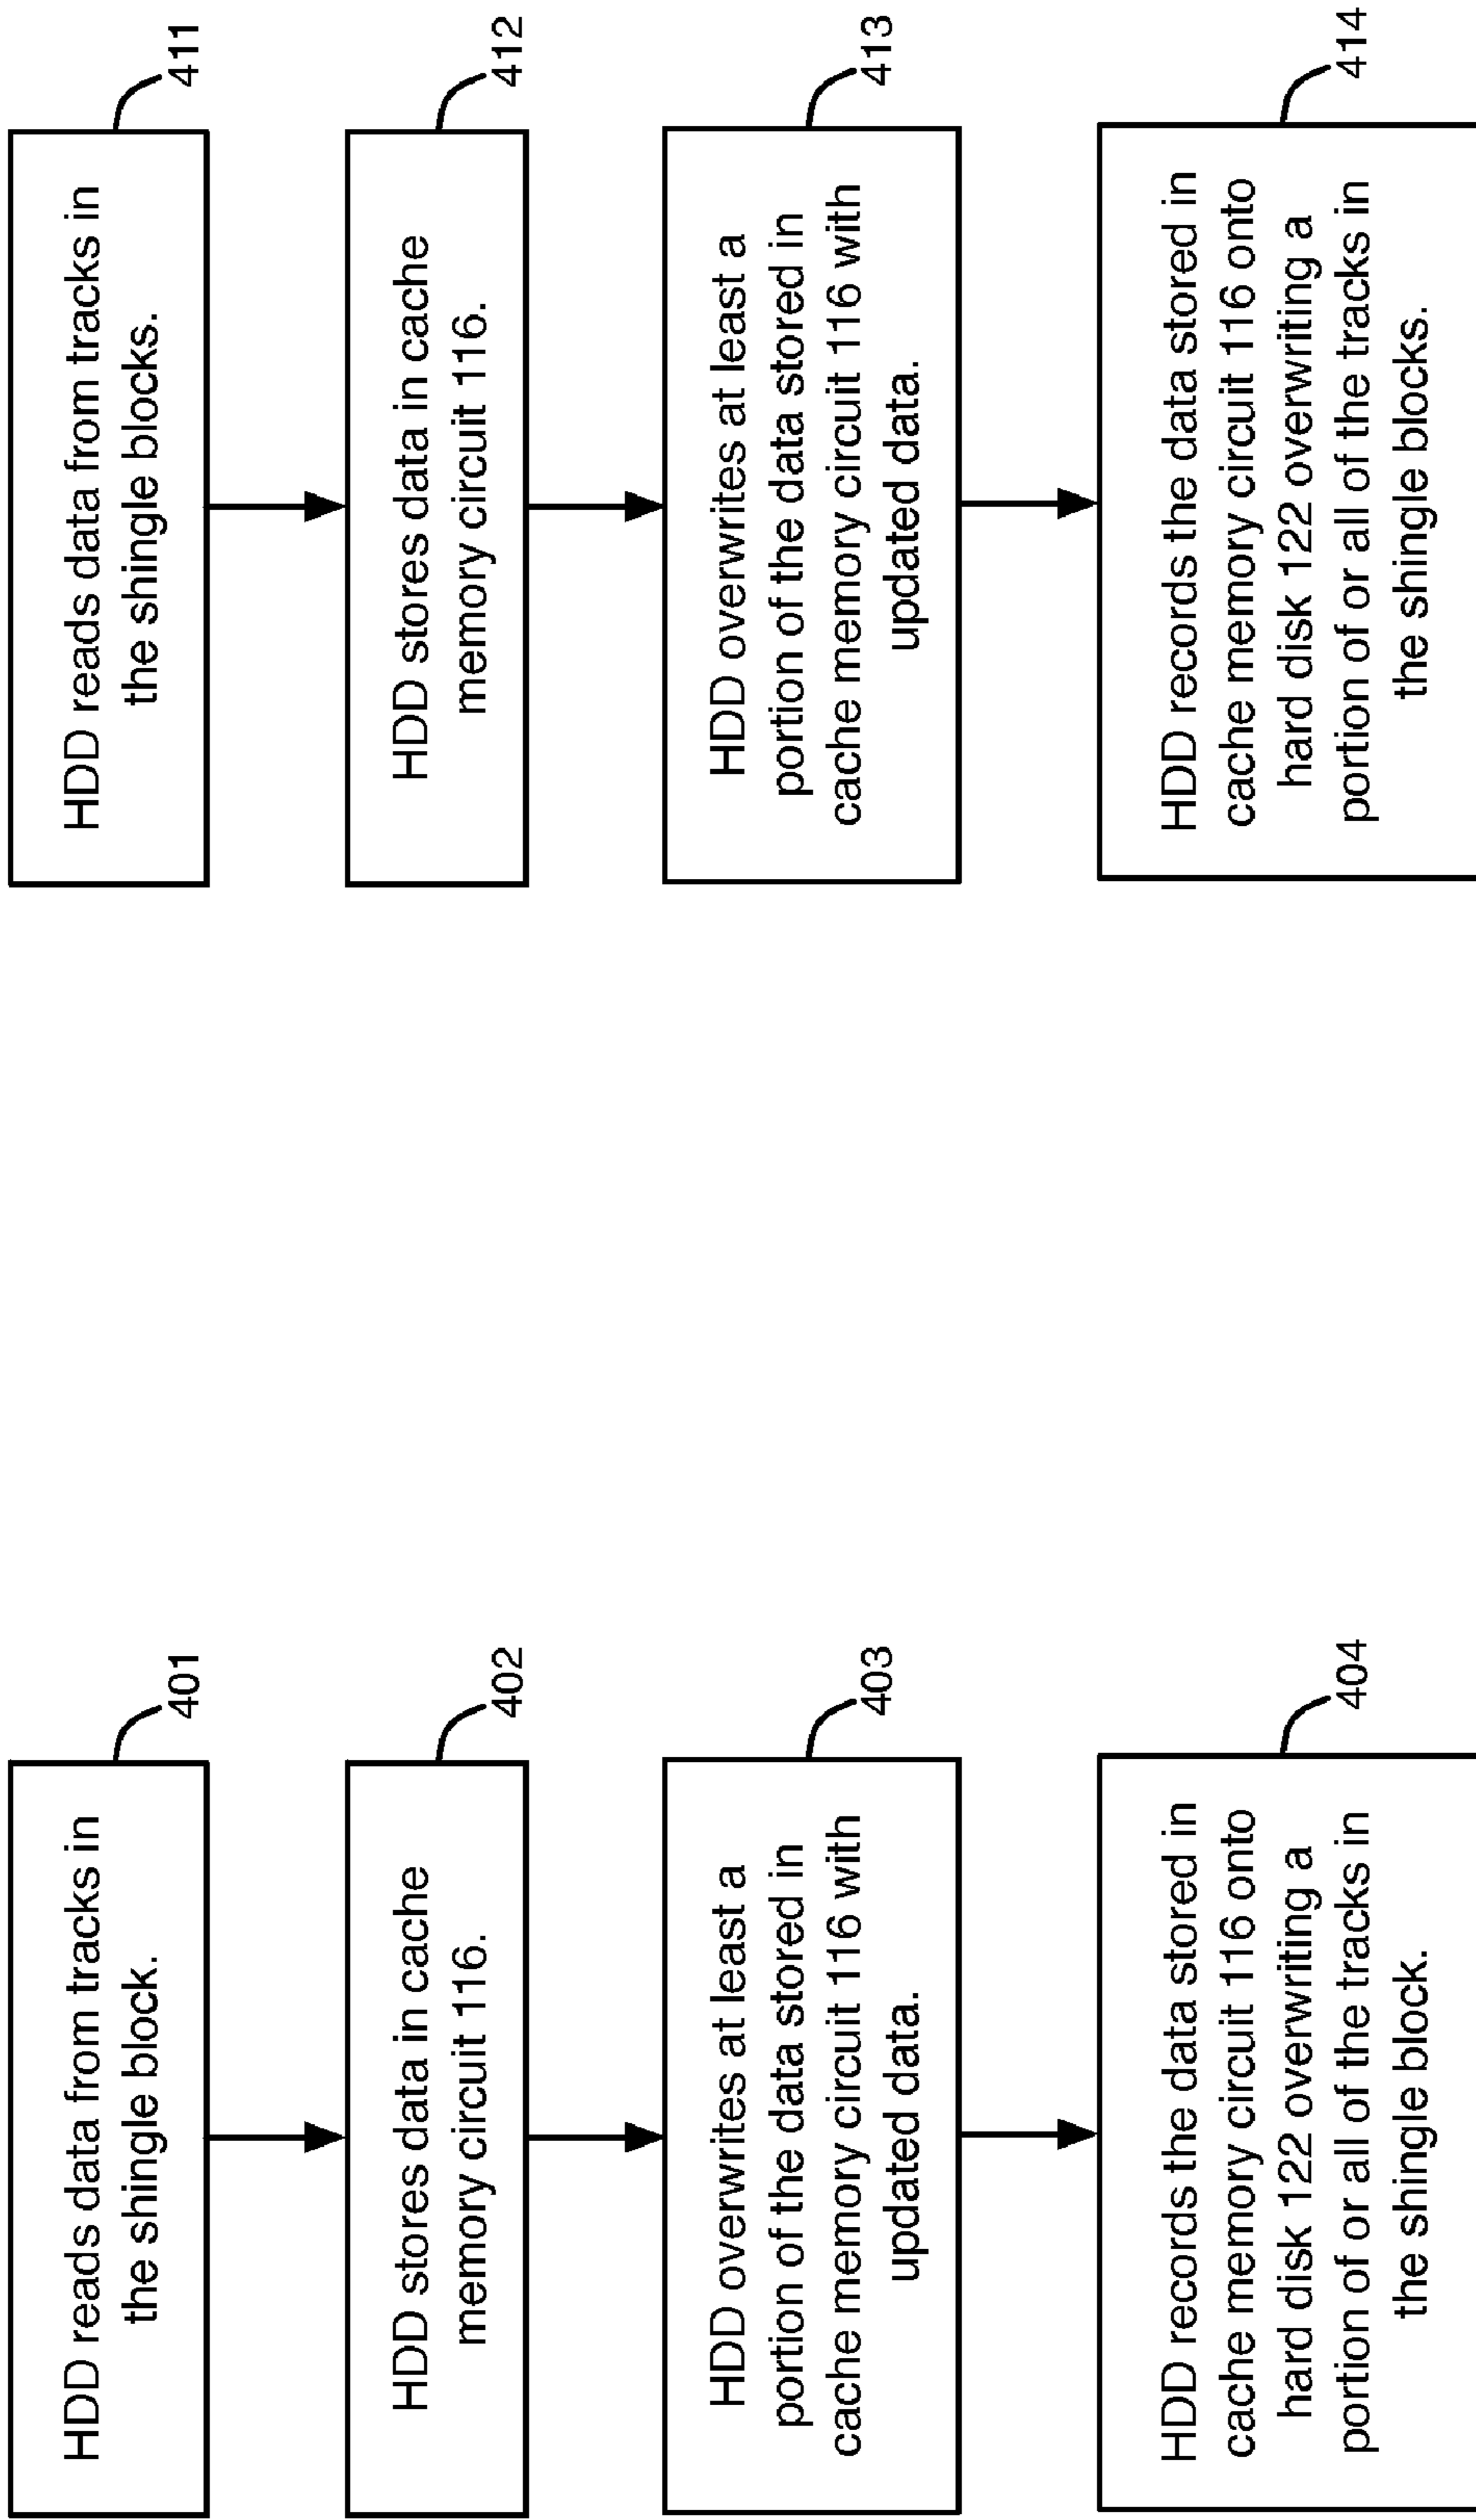 HDD reads data from tracks in
the shingle block.
401
HDD stores data in cache
memory circuit 116.
402
HDD overwrites at least a
portion of the data stored in
cache memory circuit 116 with
updated data.
403
HDD records the data stored in
cache memory circuit 116 onto
hard disk 122 overwriting a
portion of or all of the tracks in
the shingle block.
404
HDD reads data from tracks in
the shingle blocks.
411
HDD stores data in cache
memory circuit 116.
412
HDD overwrites at least a
portion of the data stored in
cache memory circuit 116 with
updated data.
413
HDD records the data stored in
cache memory circuit 116 onto
hard disk 122 overwriting a
portion of or all of the tracks in
the shingle blocks.
414